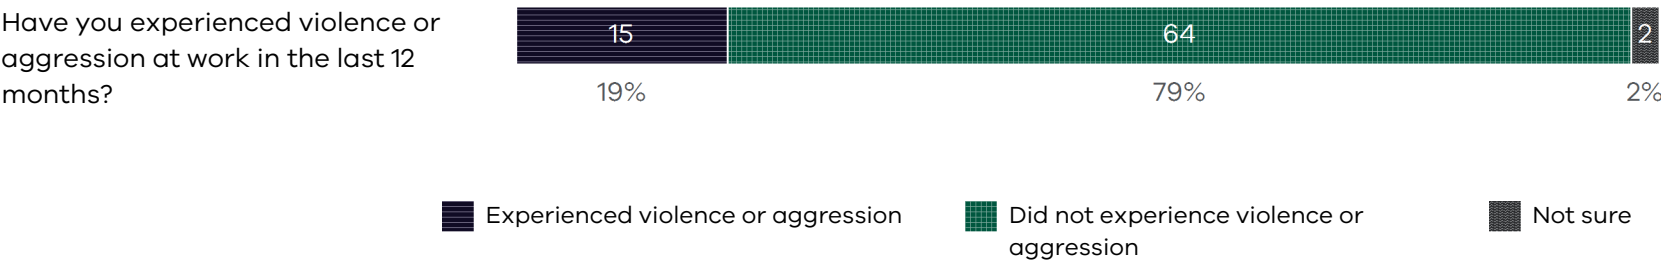 Have you experienced violence or
aggression at work in the last 12
months?
15
64
2
19%
79%
2%
Experienced violence or aggression
Did not experience violence or
aggression
Not sure